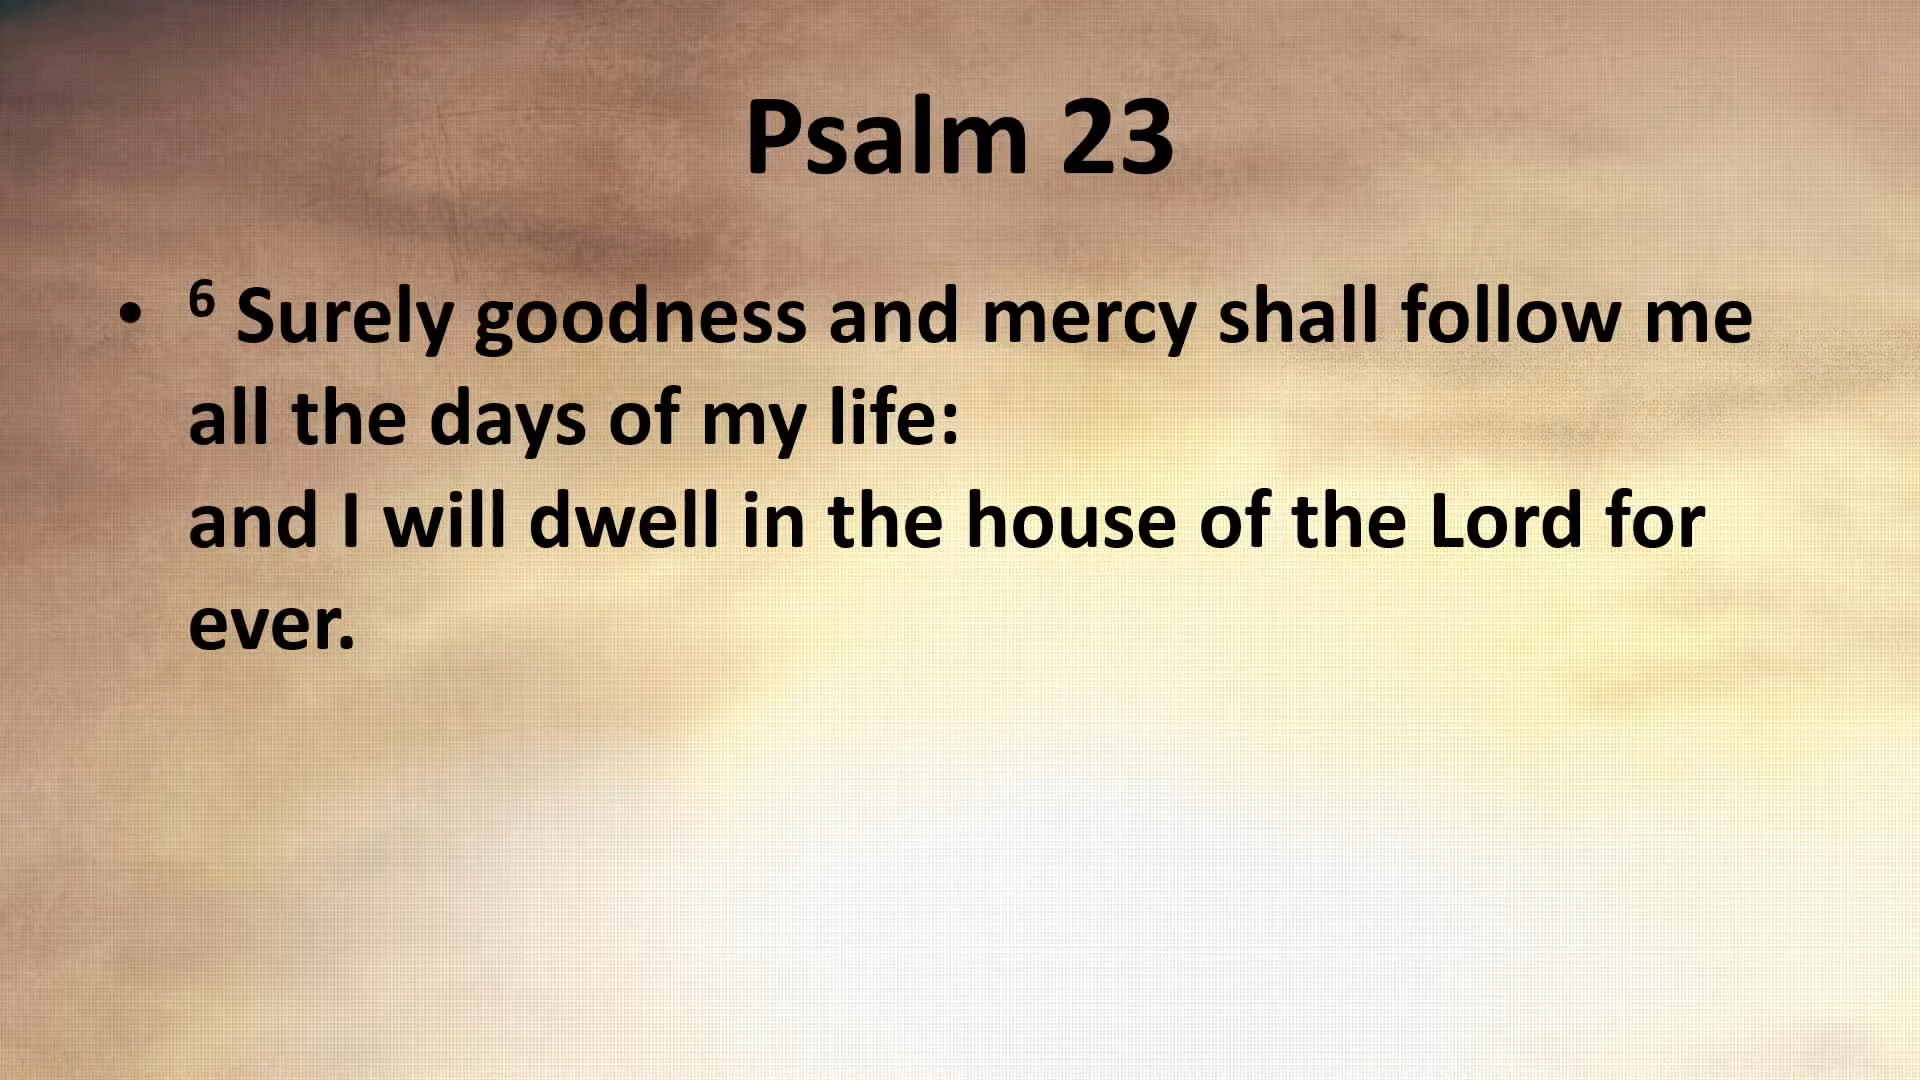 Psalm 23
• ⁶ Surely goodness and mercy shall follow me
all the days of my life:
and I will dwell in the house of the Lord for
ever.